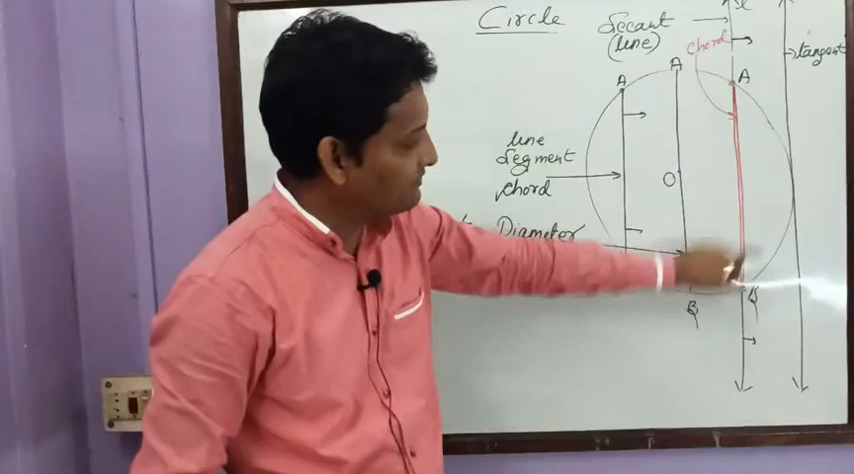 Circle
Secant
(line)
chord
l
tangent
A
A
A
line
segment
chord
O
Diameter
B
B